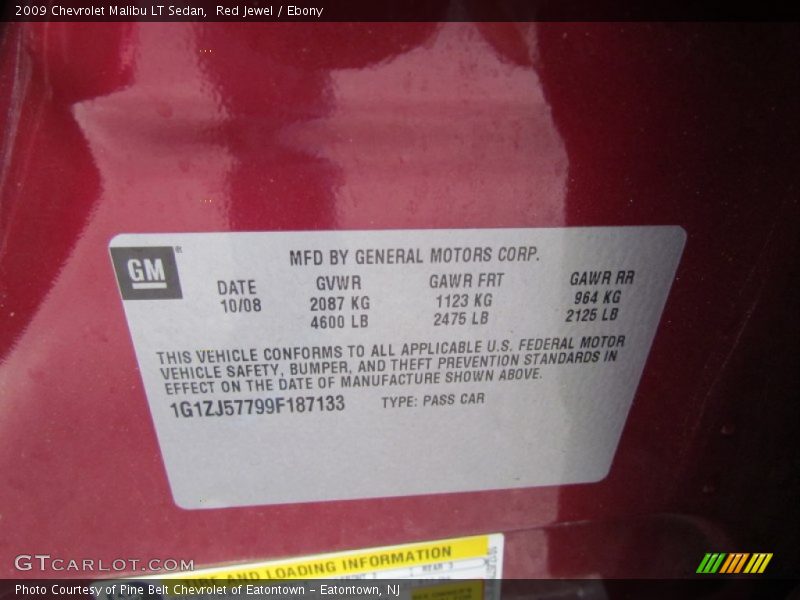 2009 Chevrolet Malibu LT Sedan,  Red Jewel / Ebony
GM
MFD BY GENERAL MOTORS CORP.
DATE GVWR GAWR FRT GAWR RR
10/08 2087 KG 1123 KG 964 KG
4600 LB 2475 LB 2125 LB
THIS VEHICLE CONFORMS TO ALL APPLICABLE U.S. FEDERAL MOTOR
VEHICLE SAFETY, BUMPER, AND THEFT PREVENTION STANDARDS IN
EFFECT ON THE DATE OF MANUFACTURE SHOWN ABOVE.
1G1ZJ57799F187133 TYPE: PASS CAR
AND LOADING INFORMATION
REAR 3
GTCARLOT.COM
Photo Courtesy of Pine Belt Chevrolet of Eatontown – Eatontown, NJ